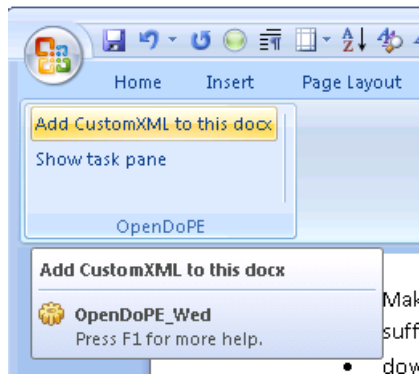 Home Insert Page Layout
Add CustomXML to this docx
Show task pane
OpenDoPE
Add CustomXML to this docx
OpenDoPE_Wed
Press F1 for more help.
Mak
suff
dow